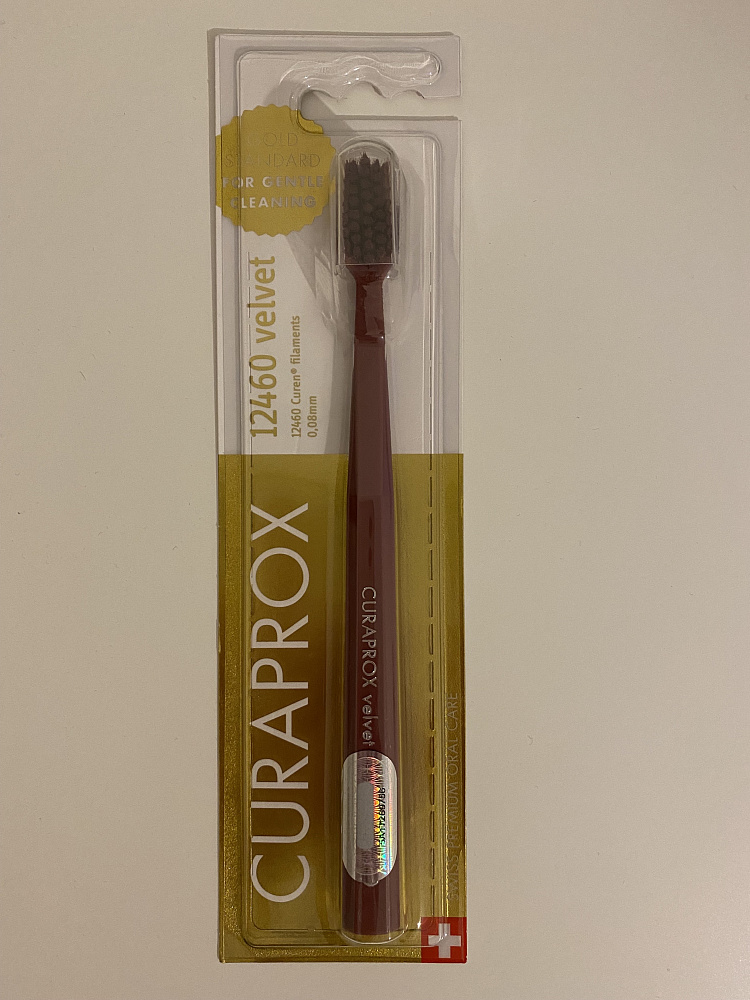 GOLD
STANDARD
FOR GENTLE
CLEANING
12460 velvet
12460 Curen® filaments
0,08mm
CURAPROX
CURAPROX velvet
SWISS PREMIUM ORAL CARE